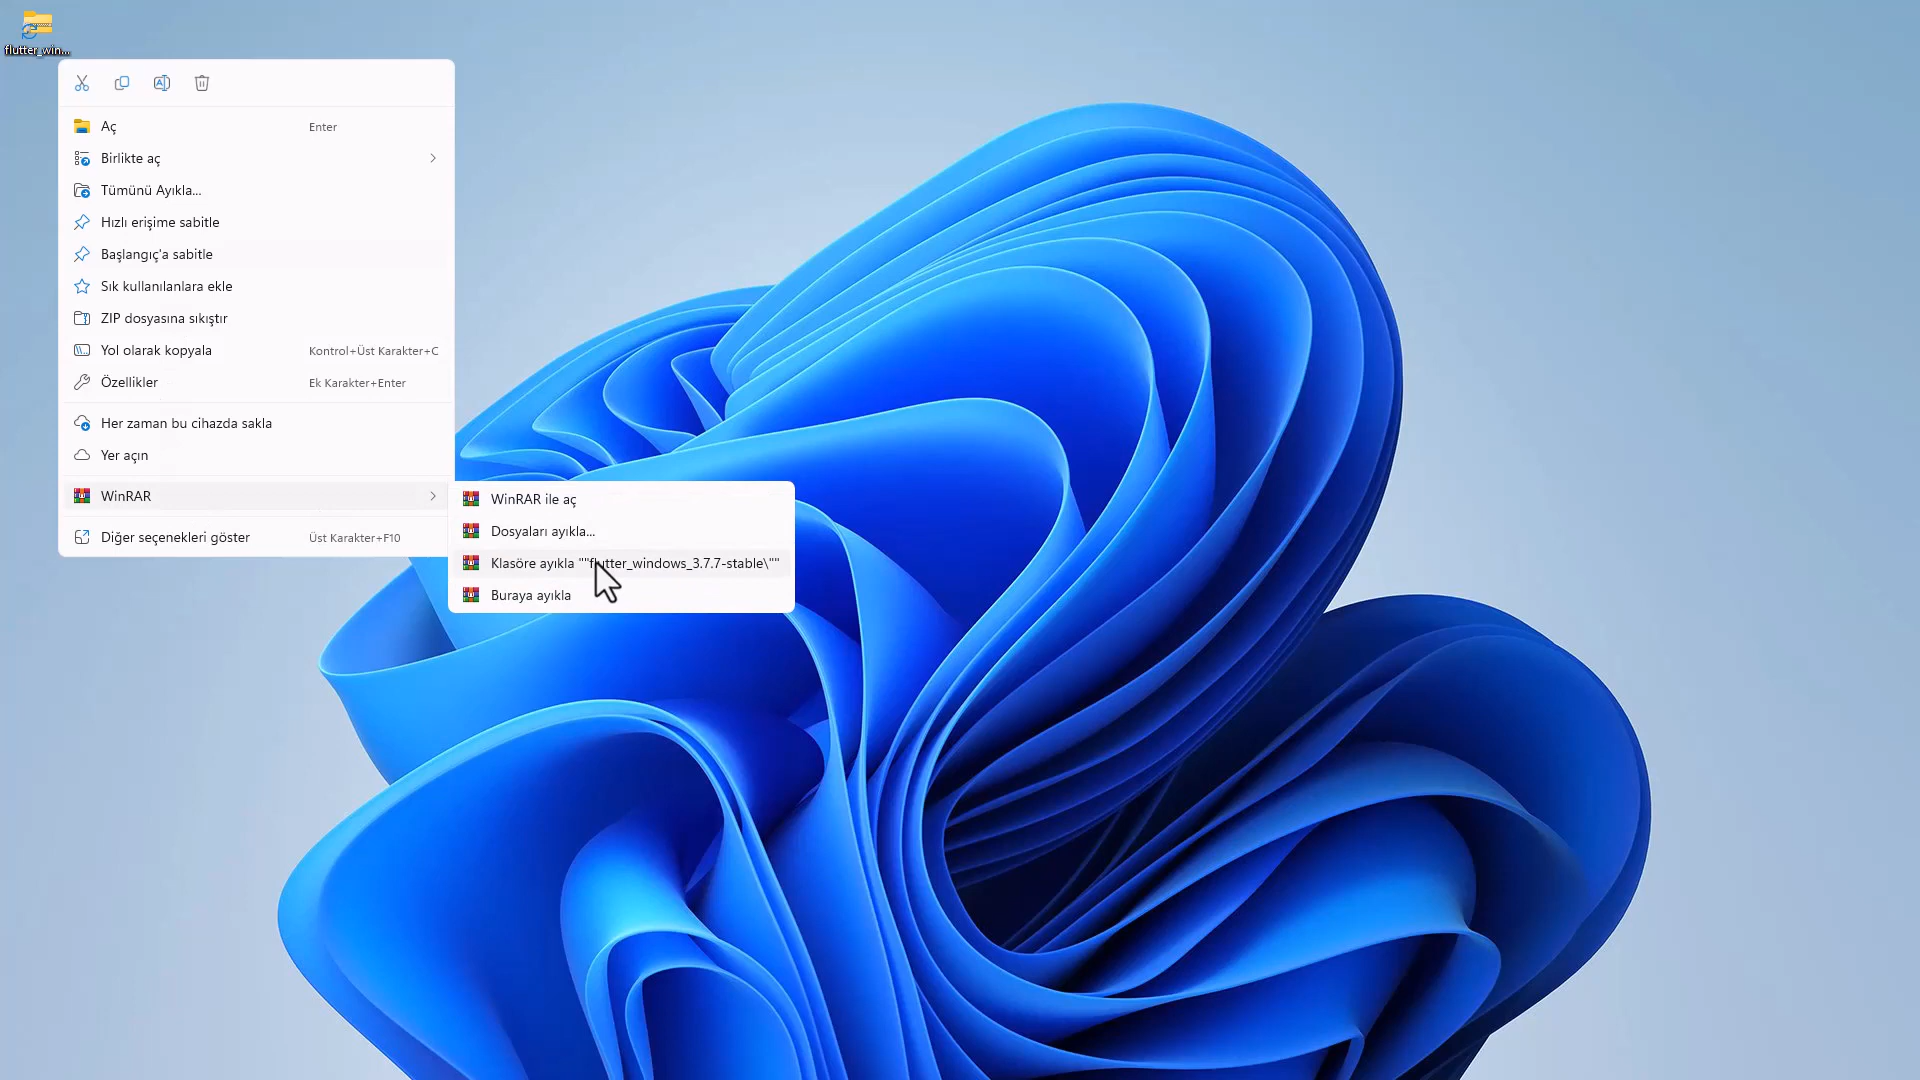 flutter_win...
Aç Enter
Birlikte aç
Tümünü Ayıkla...
Hızlı erişime sabitle
Başlangıç'a sabitle
Sık kullanılanlara ekle
ZIP dosyasına sıkıştır
Yol olarak kopyala Kontrol+Üst Karakter+C
Özellikler Ek Karakter+Enter
Her zaman bu cihazda sakla
Yer açın
WinRAR
Diğer seçenekleri göster Üst Karakter+F10
WinRAR ile aç
Dosyaları ayıkla...
Klasöre ayıkla ""flutter_windows_3.7.7-stable\""
Buraya ayıkla